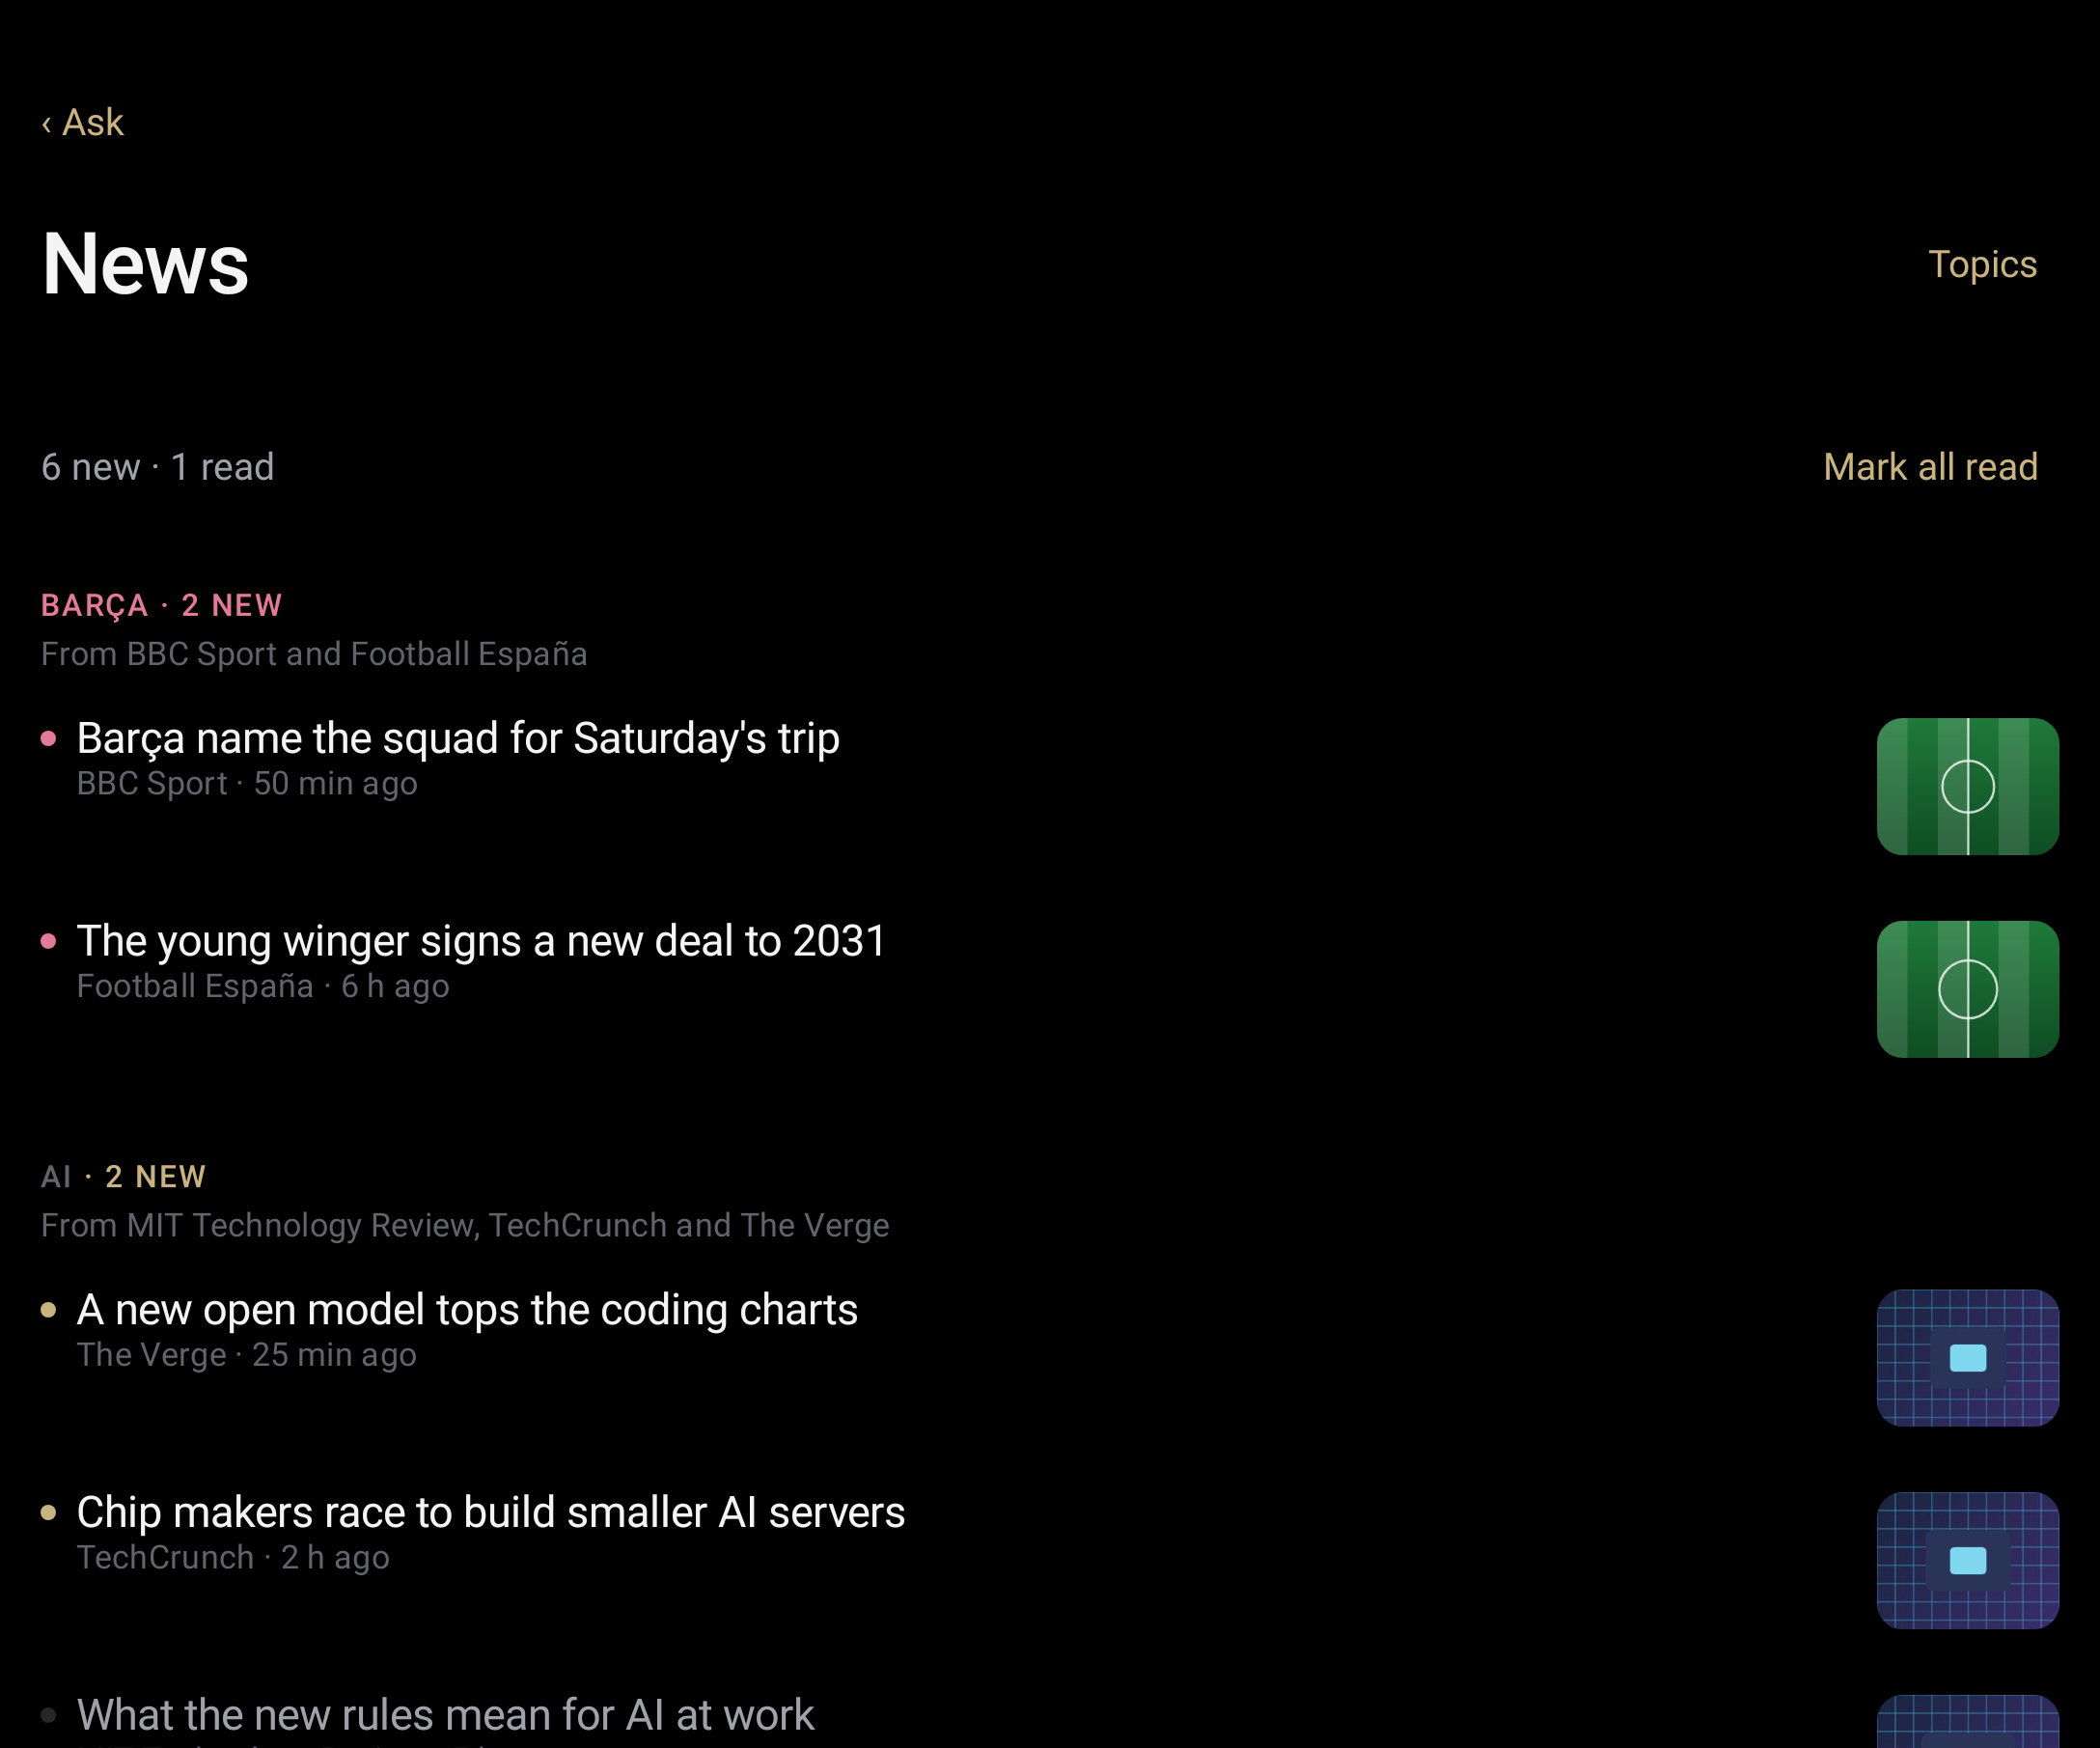 ‹ Ask
News
Topics
6 new · 1 read
Mark all read
BARÇA · 2 NEW
From BBC Sport and Football España
Barça name the squad for Saturday's trip
BBC Sport · 50 min ago
The young winger signs a new deal to 2031
Football España · 6 h ago
AI · 2 NEW
From MIT Technology Review, TechCrunch and The Verge
A new open model tops the coding charts
The Verge · 25 min ago
Chip makers race to build smaller AI servers
TechCrunch · 2 h ago
What the new rules mean for AI at work